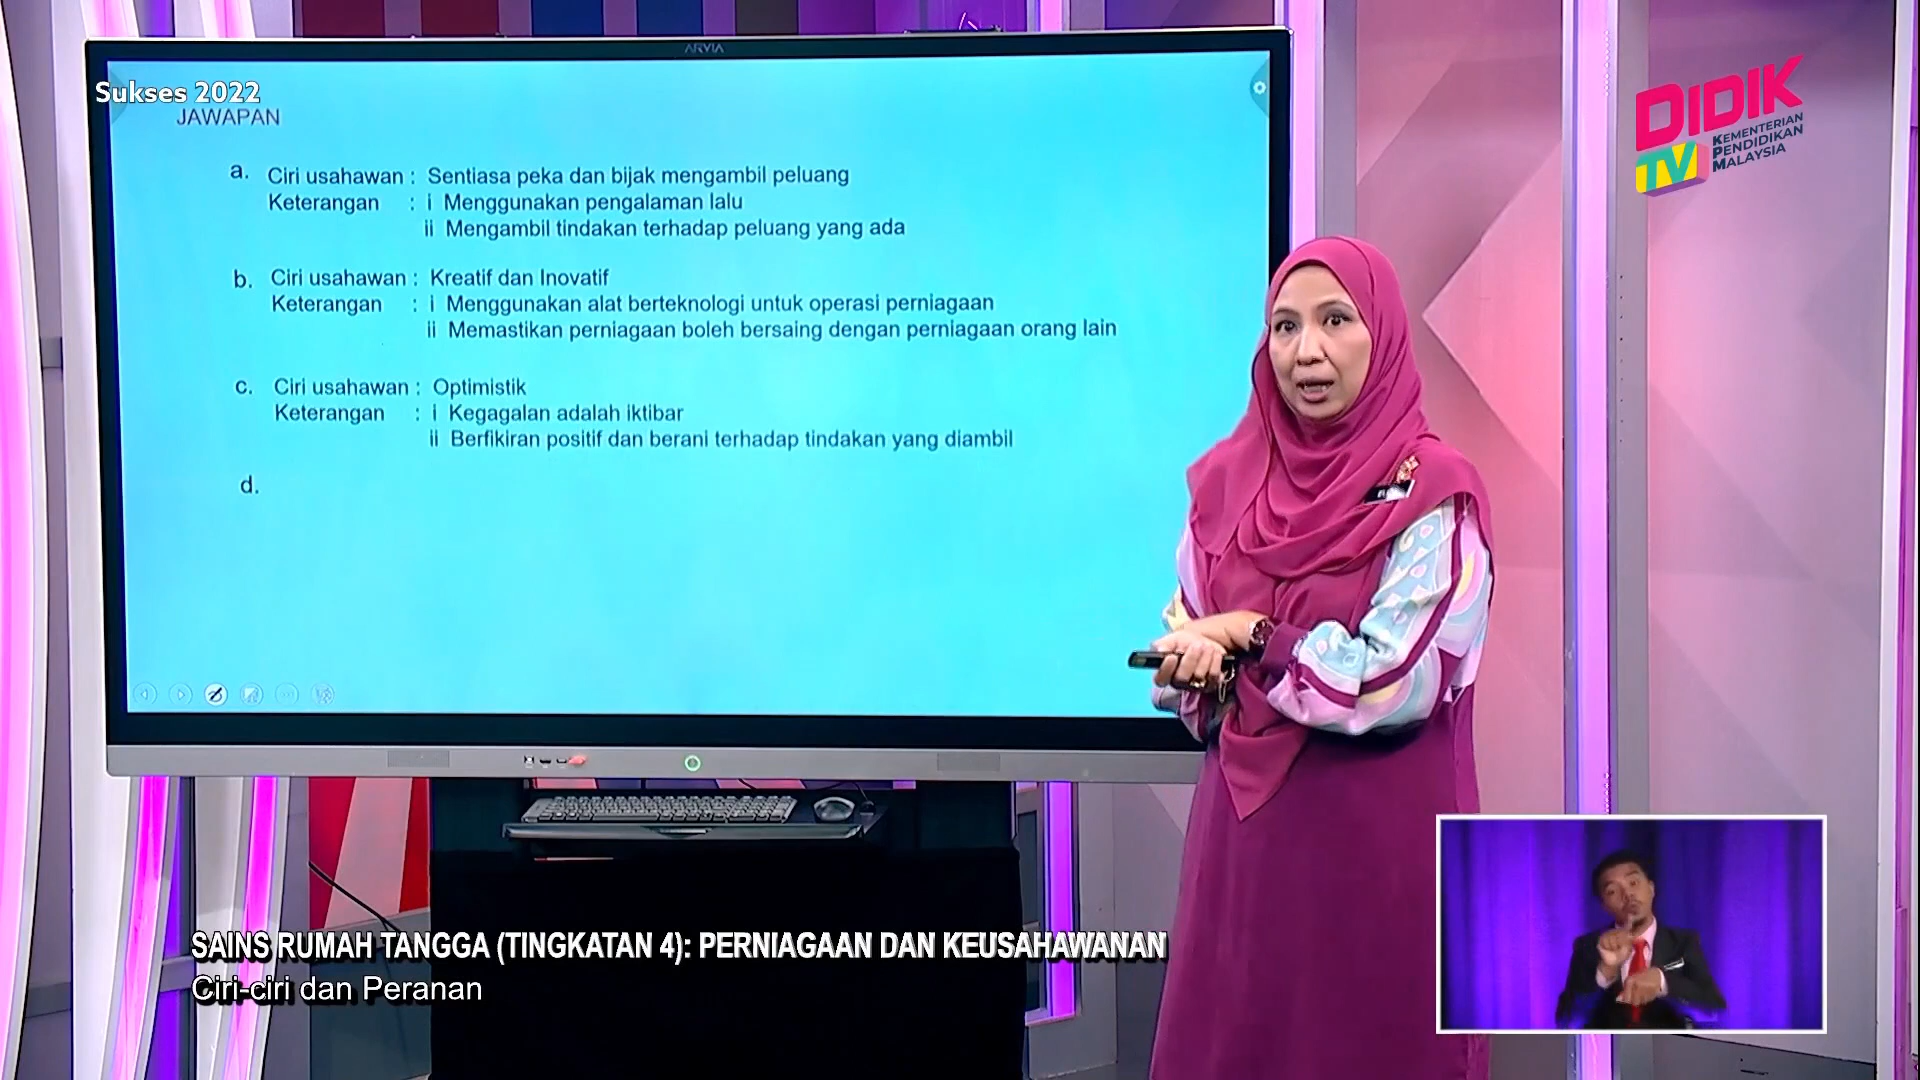 ARVIA
Sukses 2022
JAWAPAN
a. Ciri usahawan : Sentiasa peka dan bijak mengambil peluang
Keterangan : i Menggunakan pengalaman lalu
ii Mengambil tindakan terhadap peluang yang ada
b. Ciri usahawan : Kreatif dan Inovatif
Keterangan : i Menggunakan alat berteknologi untuk operasi perniagaan
ii Memastikan perniagaan boleh bersaing dengan perniagaan orang lain
c. Ciri usahawan : Optimistik
Keterangan : i Kegagalan adalah iktibar
ii Berfikiran positif dan berani terhadap tindakan yang diambil
d.
DIDIK
TV
KEMENTERIAN
PENDIDIKAN
MALAYSIA
SAINS RUMAH TANGGA (TINGKATAN 4): PERNIAGAAN DAN KEUSAHAWANAN
Ciri-ciri dan Peranan